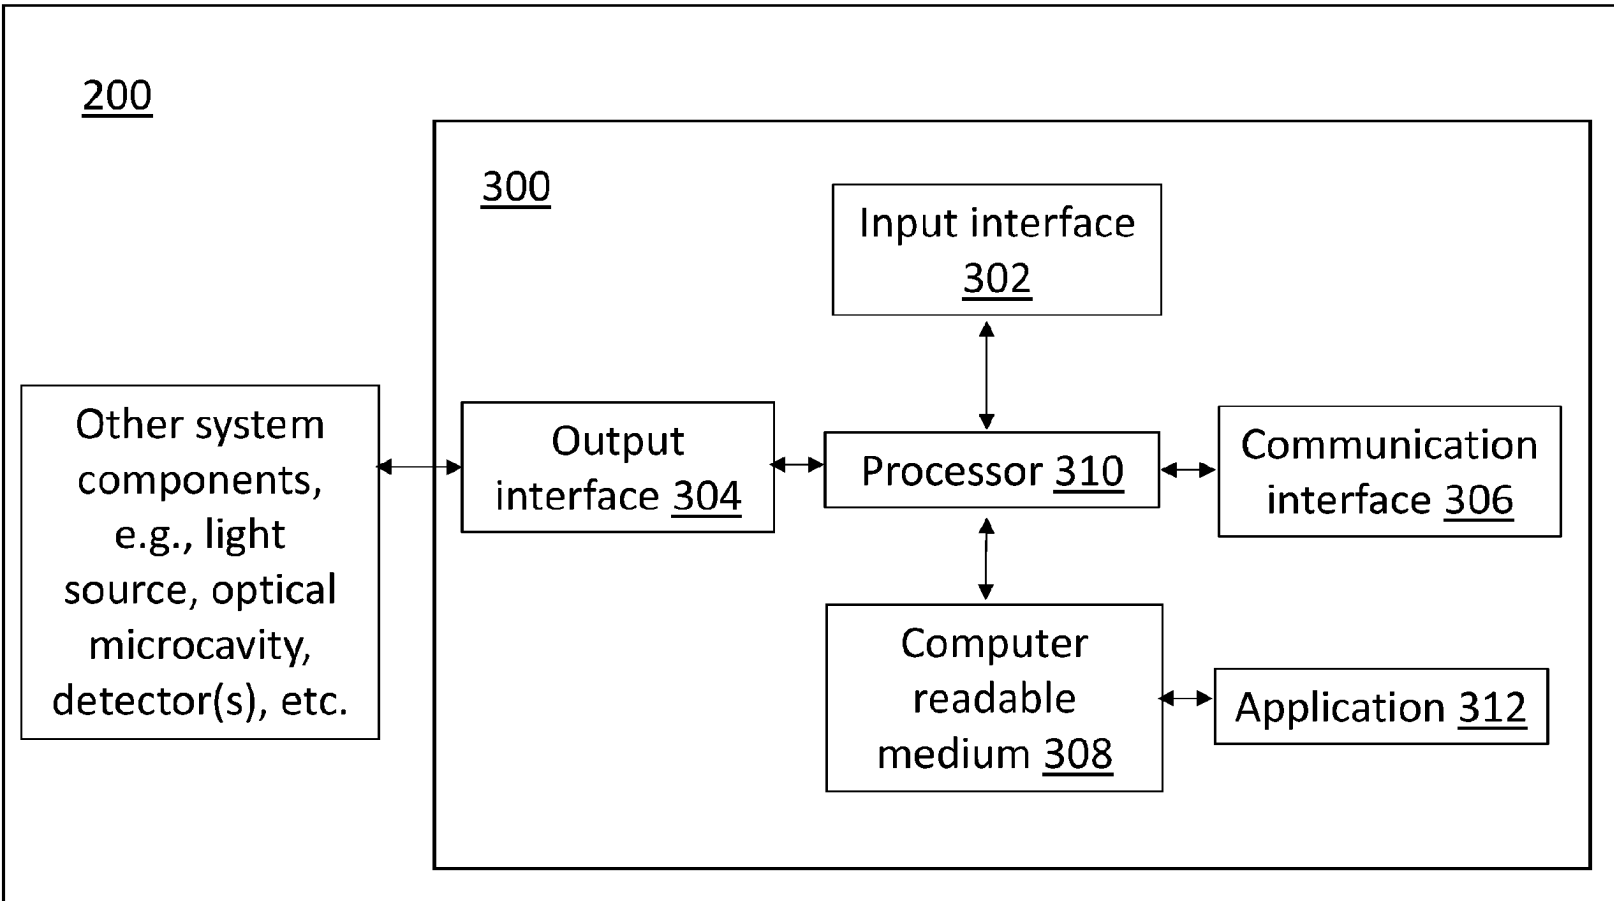 200
300
Input interface
302
Other system
components,
e.g., light
source, optical
microcavity,
detector(s), etc.
Output
interface 304
Processor 310
Communication
interface 306
Computer
readable
medium 308
Application 312